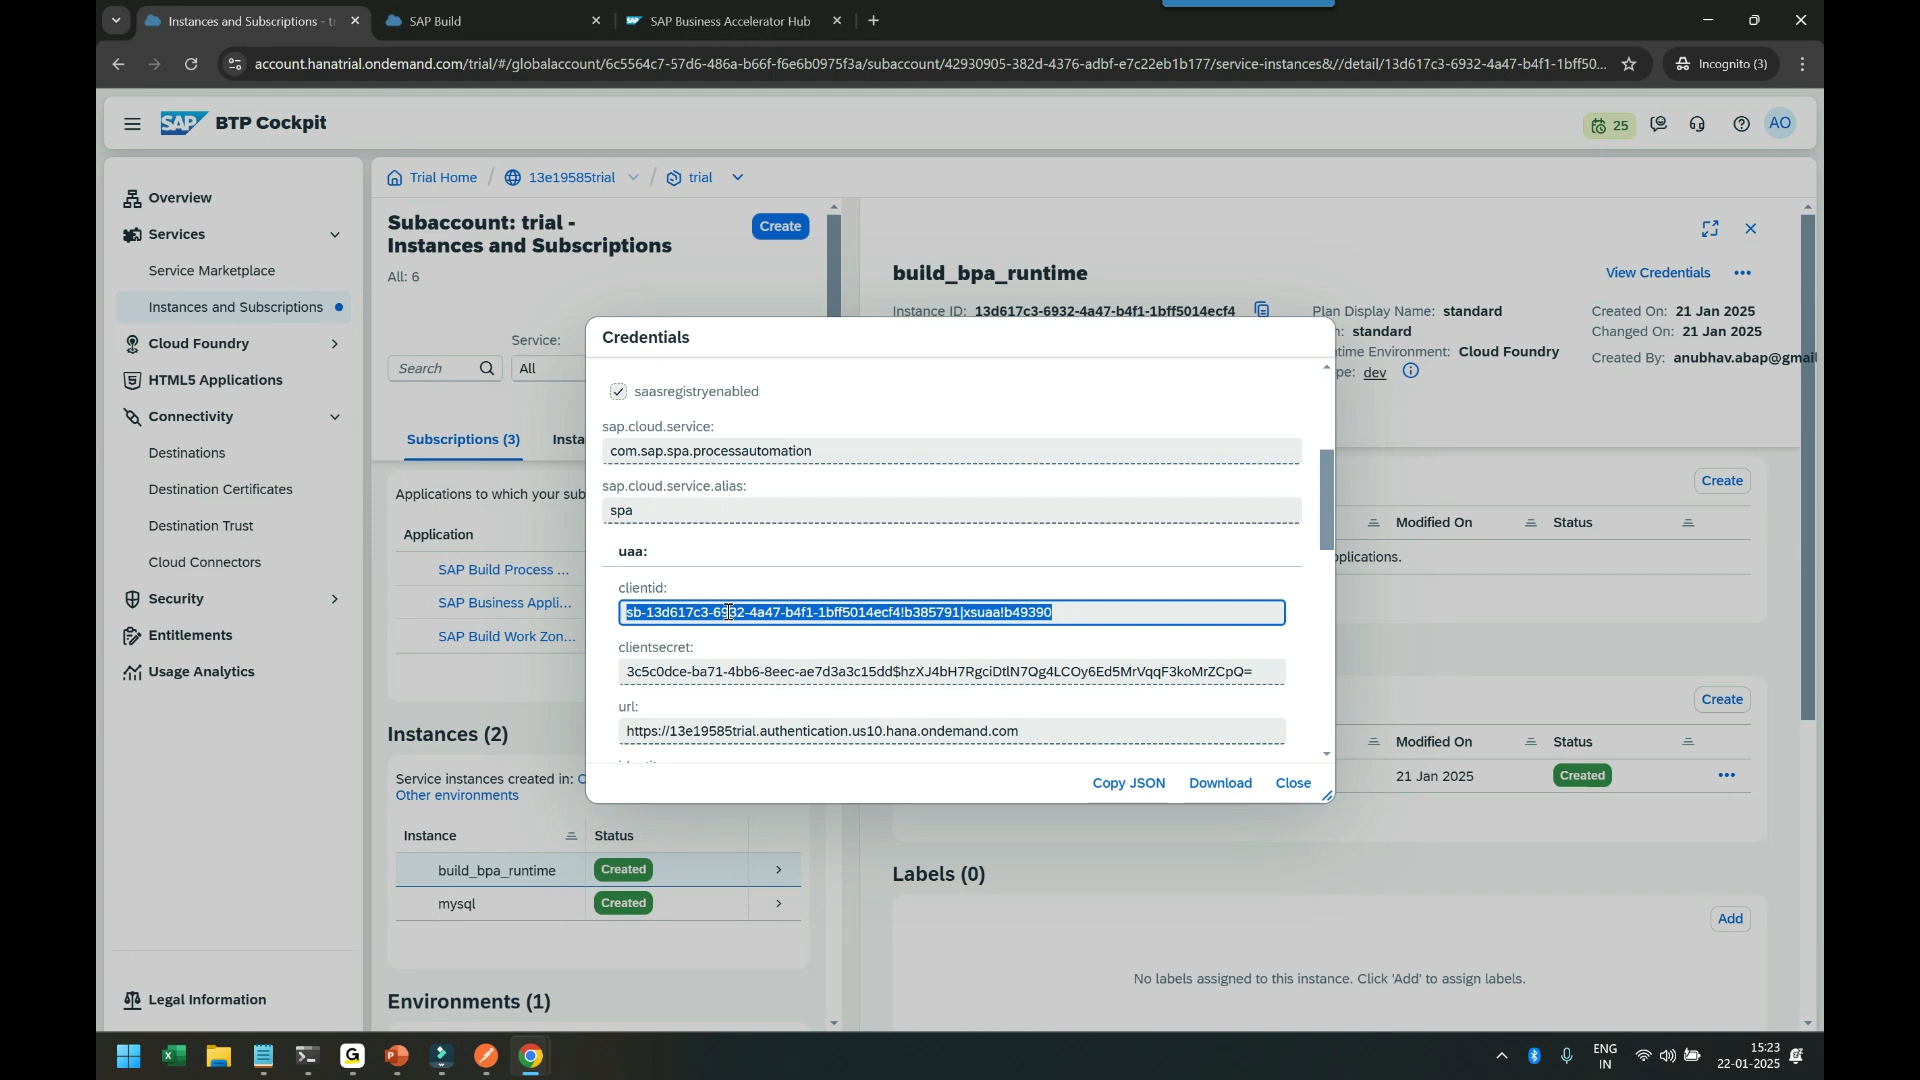 Instances and Subscriptions - tr
SAP Build
SAP Business Accelerator Hub
account.hanatrial.ondemand.com/trial/#/globalaccount/6c5564c7-57d6-486a-b66f-f6e6b0975f3a/subaccount/42930905-382d-4376-adbf-e7c22eb1b177/service-instances&//detail/13d617c3-6932-4a47-b4f1-1bff50...
Incognito (3)
SAP BTP Cockpit
25
AO
Overview
Services
Service Marketplace
Instances and Subscriptions
Cloud Foundry
HTML5 Applications
Connectivity
Destinations
Destination Certificates
Destination Trust
Cloud Connectors
Security
Entitlements
Usage Analytics
Legal Information
Trial Home / 13e19585trial / trial
Subaccount: trial -
Instances and Subscriptions
Create
All: 6
Service:
Search
All
Subscriptions (3)
Insta
Applications to which your sub
Application
SAP Build Process ...
SAP Business Appli...
SAP Build Work Zon...
Instances (2)
Service instances created in: C
Other environments
Instance
Status
build_bpa_runtime
Created
mysql
Created
Environments (1)
build_bpa_runtime
View Credentials
Instance ID: 13d617c3-6932-4a47-b4f1-1bff5014ecf4
Plan Display Name: standard
Created On: 21 Jan 2025
n: standard
Changed On: 21 Jan 2025
time Environment: Cloud Foundry
Created By: anubhav.abap@gmail
pe: dev
Create
Modified On
Status
plications.
Create
Modified On
Status
21 Jan 2025
Created
Labels (0)
Add
No labels assigned to this instance. Click 'Add' to assign labels.
Credentials
saasregistryenabled
sap.cloud.service:
com.sap.spa.processautomation
sap.cloud.service.alias:
spa
uaa:
clientid:
sb-13d617c3-6932-4a47-b4f1-1bff5014ecf4!b385791|xsuaa!b49390
clientsecret:
3c5c0dce-ba71-4bb6-8eec-ae7d3a3c15dd$hzXJ4bH7RgciDtlN7Qg4LCOy6Ed5MrVqqF3koMrZCpQ=
url:
https://13e19585trial.authentication.us10.hana.ondemand.com
Copy JSON
Download
Close
ENG
IN
15:23
22-01-2025